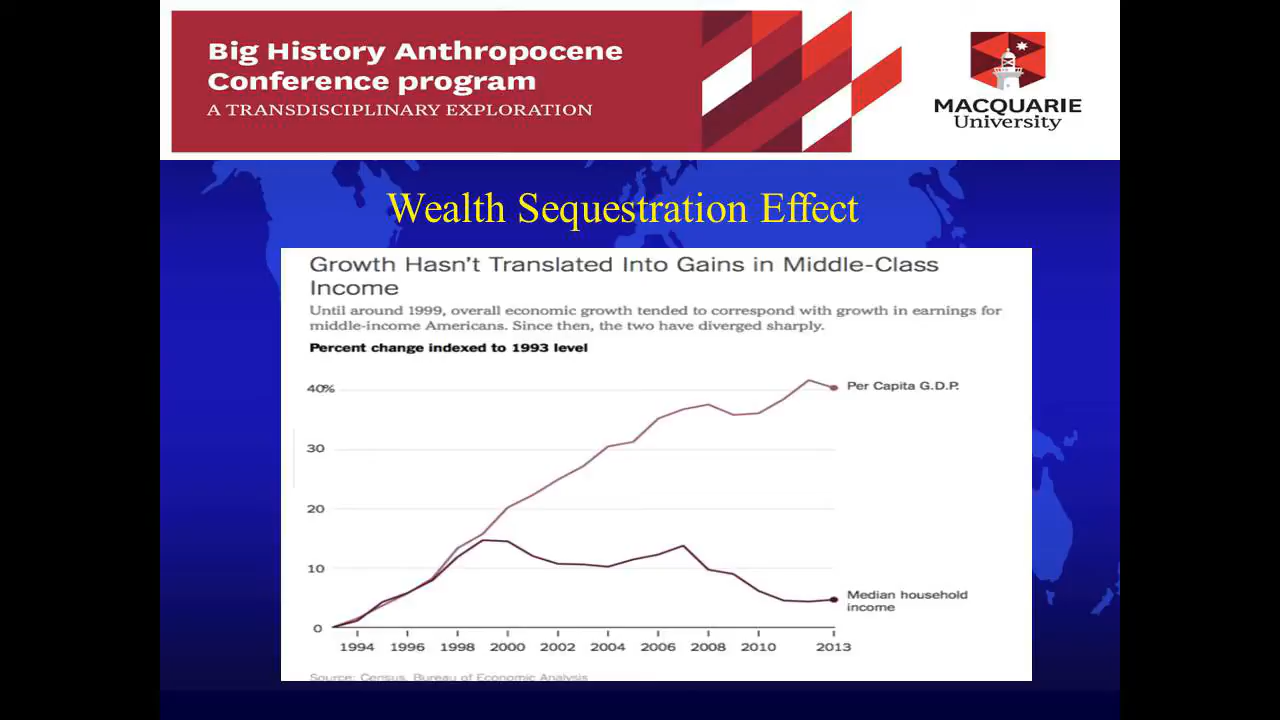 Big History Anthropocene
Conference program
A TRANSDISCIPLINARY EXPLORATION
MACQUARIE
University
Wealth Sequestration Effect
Growth Hasn't Translated Into Gains in Middle-Class
Income
Until around 1999, overall economic growth tended to correspond with growth in earnings for
middle-income Americans. Since then, the two have diverged sharply.
Percent change indexed to 1993 level
40%
Per Capita G.D.P.
30
20
10
Median household
income
0
1994 1996 1998 2000 2002 2004 2006 2008 2010 2013
Source: Census, Bureau of Economic Analysis